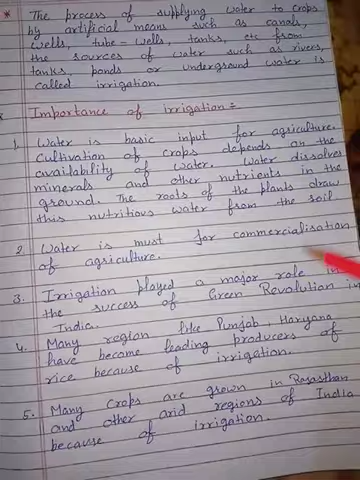 * The process of supplying water to crops
by artificial means such as canals,
wells, tube-wells, tanks, etc from
the sources of water such as rivers,
tanks, ponds or underground water is
called irrigation.
Importance of irrigation:-
1. Water is basic input for agriculture.
Cultivation of crops depends on the
availability of water. Water dissolves
minerals and other nutrients in the
ground. The roots of the plants draw
this nutritious water from the soil
2. Water is must for commercialisation
of agriculture.
3. Irrigation played a major role in
the success of Green Revolution in
India.
4. Many region like Punjab, Haryana
have become leading producers of
rice because of irrigation.
5. Many Crops are grown in Rajasthan
and other arid regions of India
because of irrigation.